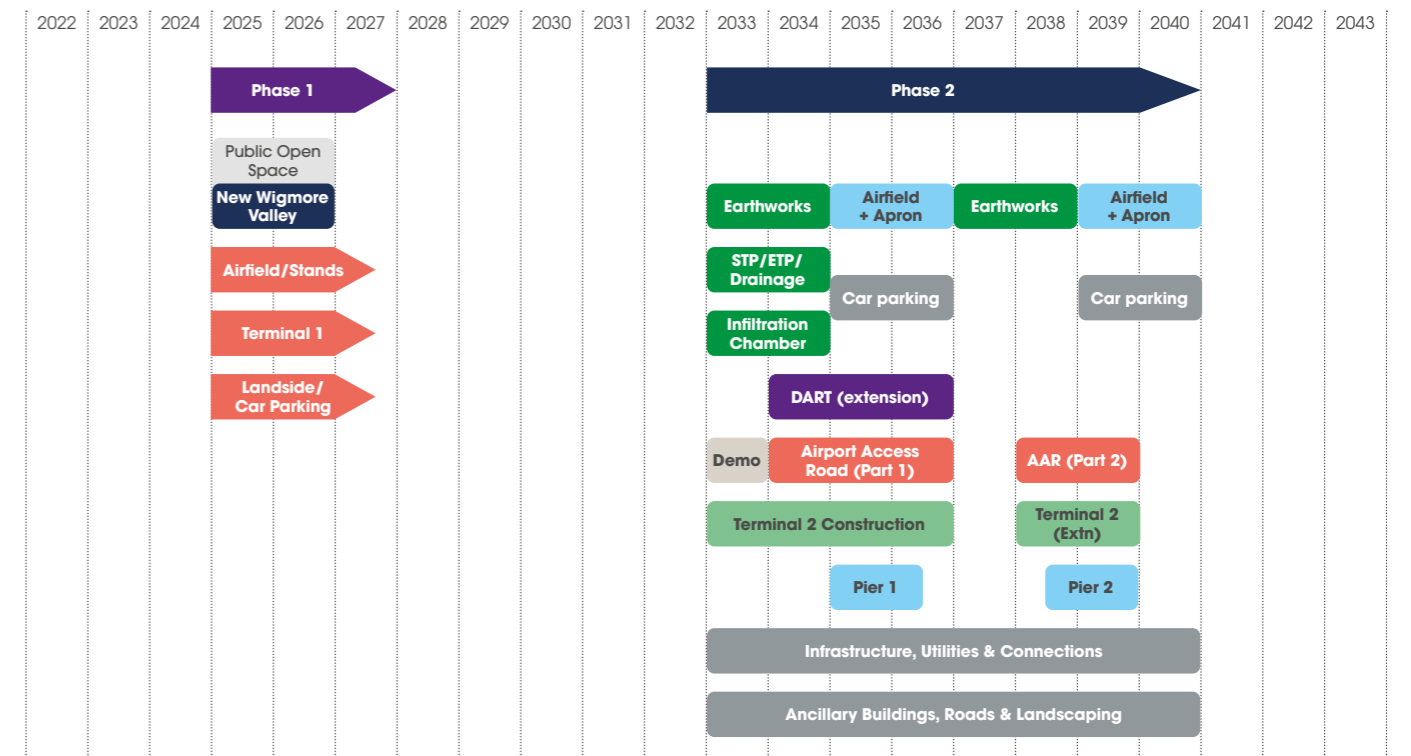 2022 2023 2024 2025 2026 2027 2028 2029 2030 2031 2032 2033 2034 2035 2036 2037 2038 2039 2040 2041 2042 2043
Phase 1
Phase 2
Public Open
Space
New Wigmore
Valley
Earthworks
Airfield
+ Apron
Earthworks
Airfield
+ Apron
Airfield/Stands
STP/ETP/
Drainage
Car parking
Car parking
Terminal 1
Infiltration
Chamber
Landside/
Car Parking
DART (extension)
Demo
Airport Access
Road (Part 1)
AAR (Part 2)
Terminal 2 Construction
Terminal 2
(Extn)
Pier 1
Pier 2
Infrastructure, Utilities & Connections
Ancillary Buildings, Roads & Landscaping